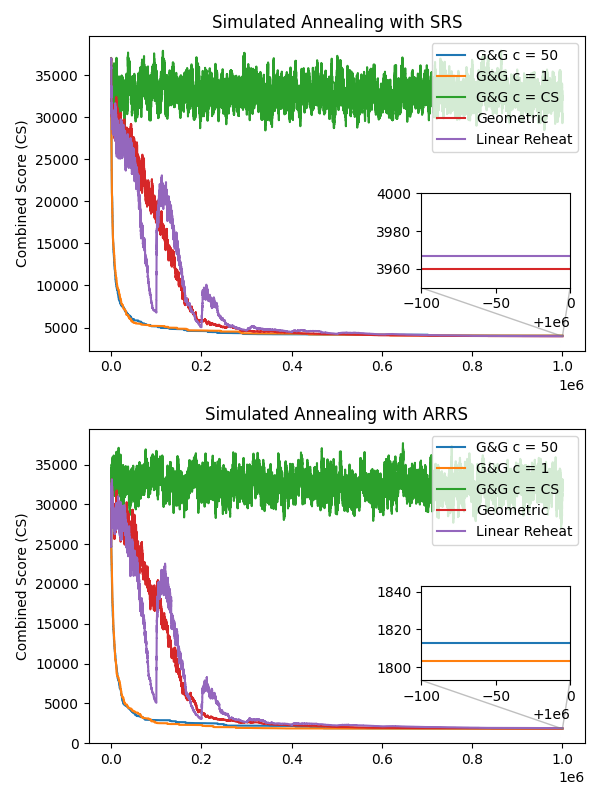 Simulated Annealing with SRS
Combined Score (CS)
35000
30000
25000
20000
15000
10000
5000
G&G c = 50
G&G c = 1
G&G c = CS
Geometric
Linear Reheat
4000
3980
3960
−100
−50
0
+1e6
0.0
0.2
0.4
0.6
0.8
1.0
1e6
Simulated Annealing with ARRS
Combined Score (CS)
35000
30000
25000
20000
15000
10000
5000
0
G&G c = 50
G&G c = 1
G&G c = CS
Geometric
Linear Reheat
1840
1820
1800
−100
−50
0
+1e6
0.0
0.2
0.4
0.6
0.8
1.0
1e6